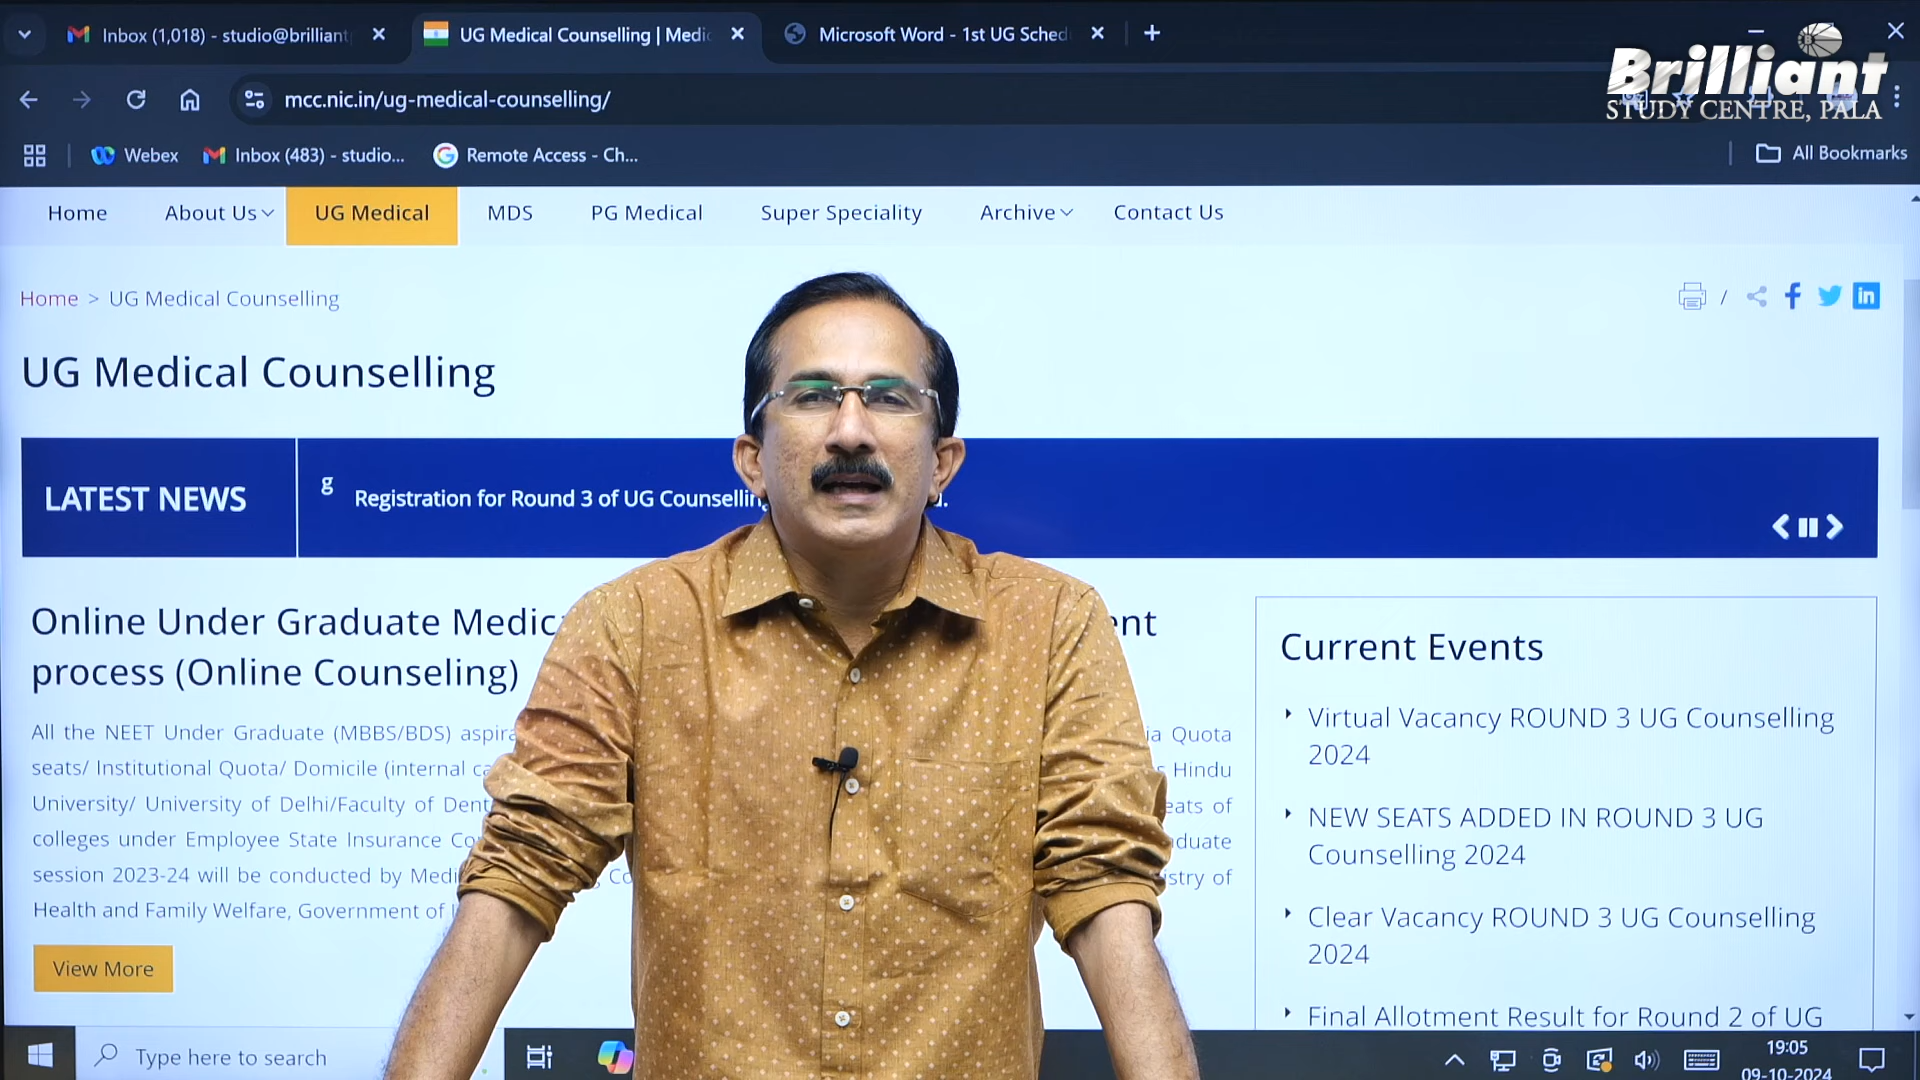 Inbox (1,018) - studio@brilliant
UG Medical Counselling | Medic
Microsoft Word - 1st UG Sched
Brilliant
STUDY CENTRE, PALA
mcc.nic.in/ug-medical-counselling/
Webex
Inbox (483) - studio...
Remote Access - Ch...
All Bookmarks
Home
About Us
UG Medical
MDS
PG Medical
Super Speciality
Archive
Contact Us
Home > UG Medical Counselling
UG Medical Counselling
LATEST NEWS
g
Registration for Round 3 of UG Counselling
Online Under Graduate Medic
process (Online Counseling)
All the NEET Under Graduate (MBBS/BDS) aspira ia Quota
seats/ Institutional Quota/ Domicile (internal ca s Hindu
University/ University of Delhi/Faculty of Dent eats of
colleges under Employee State Insurance Co duate
session 2023-24 will be conducted by Medi Co istry of
Health and Family Welfare, Government of I
View More
Current Events
Virtual Vacancy ROUND 3 UG Counselling
2024
NEW SEATS ADDED IN ROUND 3 UG
Counselling 2024
Clear Vacancy ROUND 3 UG Counselling
2024
Final Allotment Result for Round 2 of UG
Type here to search
19:05
09-10-2024